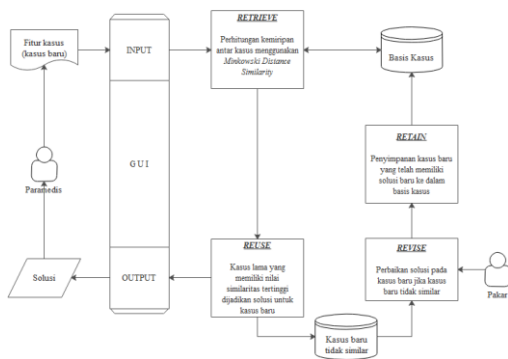 Fitur kasus
(kasus baru)
INPUT
RETRIEVE
Perhitungan kemiripan
antar kasus menggunakan
Minkowski Distance
Similarity
Basis Kasus
RETAIN
Penyimpanan kasus baru
yang telah memiliki
solusi baru ke dalam
basis kasus
G U I
Paramedis
Solusi
OUTPUT
REUSE
Kasus lama yang
memiliki nilai
similaritas tertinggi
dijadikan solusi untuk
kasus baru
REVISE
Perbaikan solusi pada
kasus baru jika kasus
baru tidak similar
Pakar
Kasus baru
tidak similar